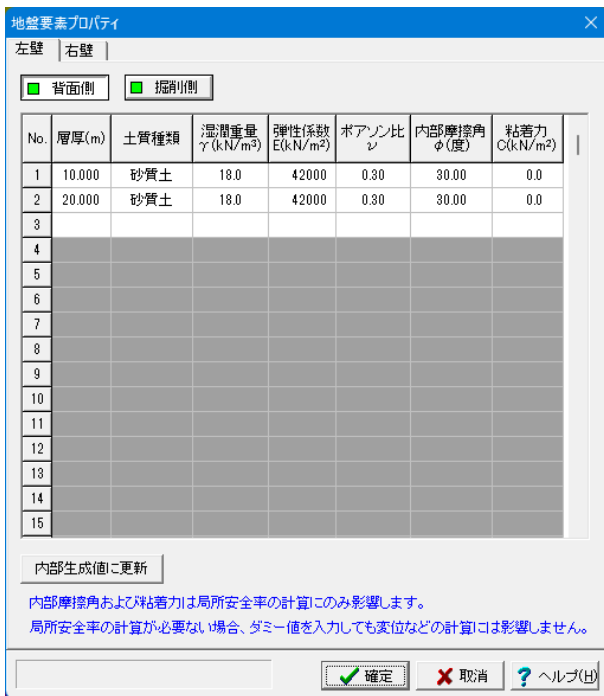 地盤要素プロパティ
左壁 右壁
背面側 掘削側
No. 層厚(m) 土質種類 湿潤重量 γ(kN/m³) 弾性係数 E(kN/m²) ポアソン比 ν 内部摩擦角 φ(度) 粘着力 C(kN/m²)
1 10.000 砂質土 18.0 42000 0.30 30.00 0.0
2 20.000 砂質土 18.0 42000 0.30 30.00 0.0
3
4
5
6
7
8
9
10
11
12
13
14
15
内部生成値に更新
内部摩擦角および粘着力は局所安全率の計算にのみ影響します。
局所安全率の計算が必要ない場合、ダミー値を入力しても変位などの計算には影響しません。
確定 取消 ? ヘルプ(H)